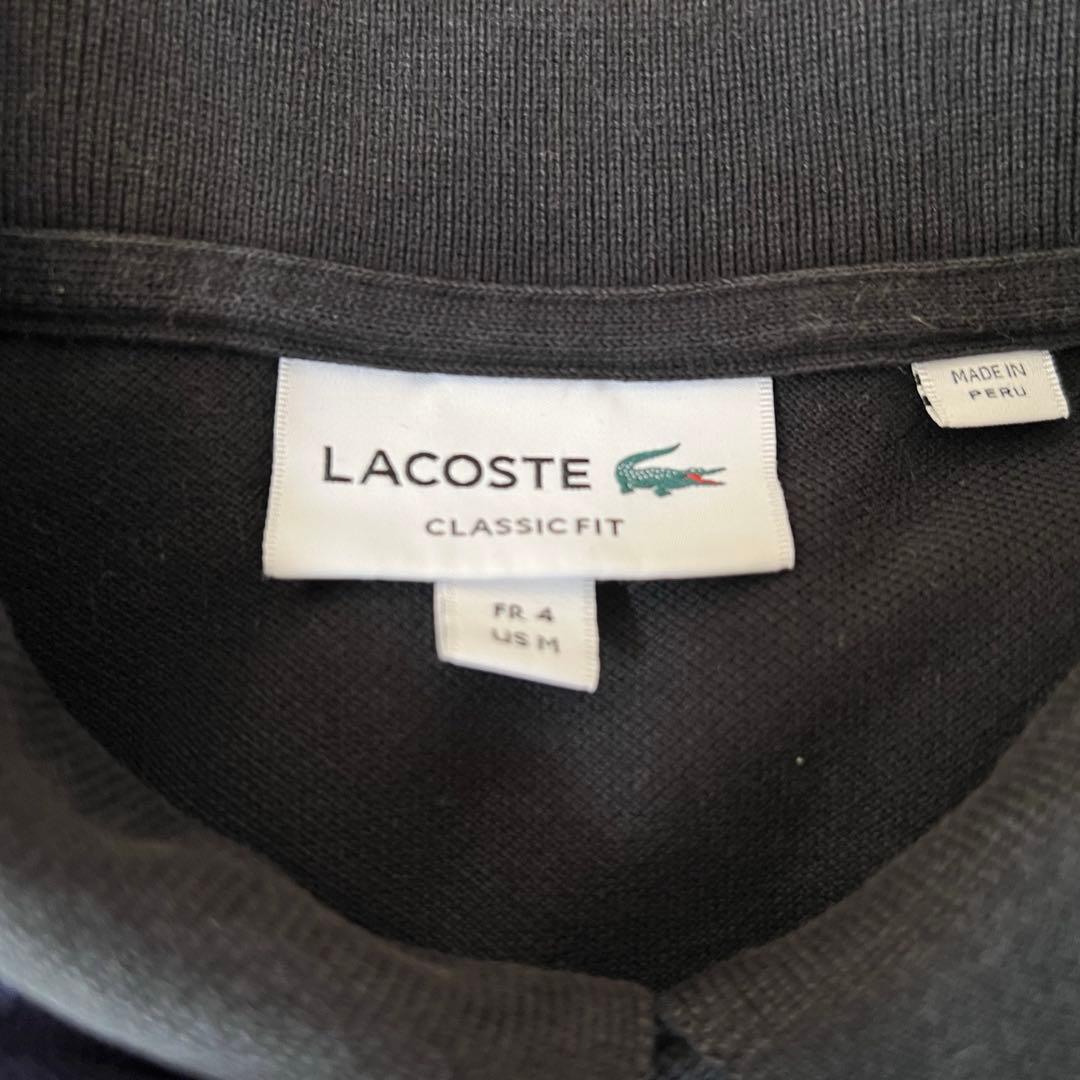 LACOSTE
CLASSIC FIT
FR 4
US M
MADE IN
PERU